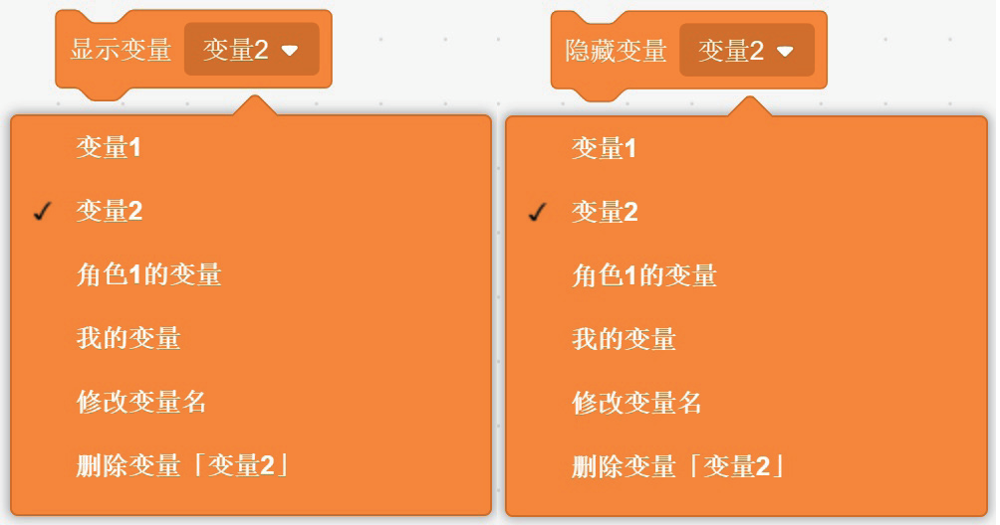 显示变量 变量2
变量1
变量2
角色1的变量
我的变量
修改变量名
删除变量「变量2」
隐藏变量 变量2
变量1
变量2
角色1的变量
我的变量
修改变量名
删除变量「变量2」